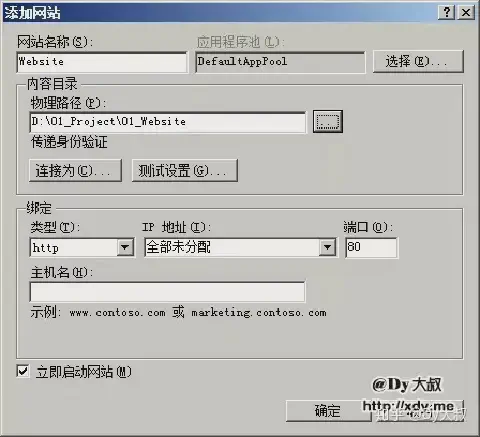 添加网站
网站名称(S):
应用程序池(L):
Website
DefaultAppPool
选择(E)...
内容目录
物理路径(P):
D:\01_Project\01_Website
...
传递身份验证
连接为(C)...
测试设置(G)...
绑定
类型(T):
IP 地址(I):
端口(O):
http
全部未分配
80
主机名(H):
示例: www.contoso.com 或 marketing.contoso.com
立即启动网站(M)
@Dy大叔
http://xdy.me
确定
知乎 @Dy大叔